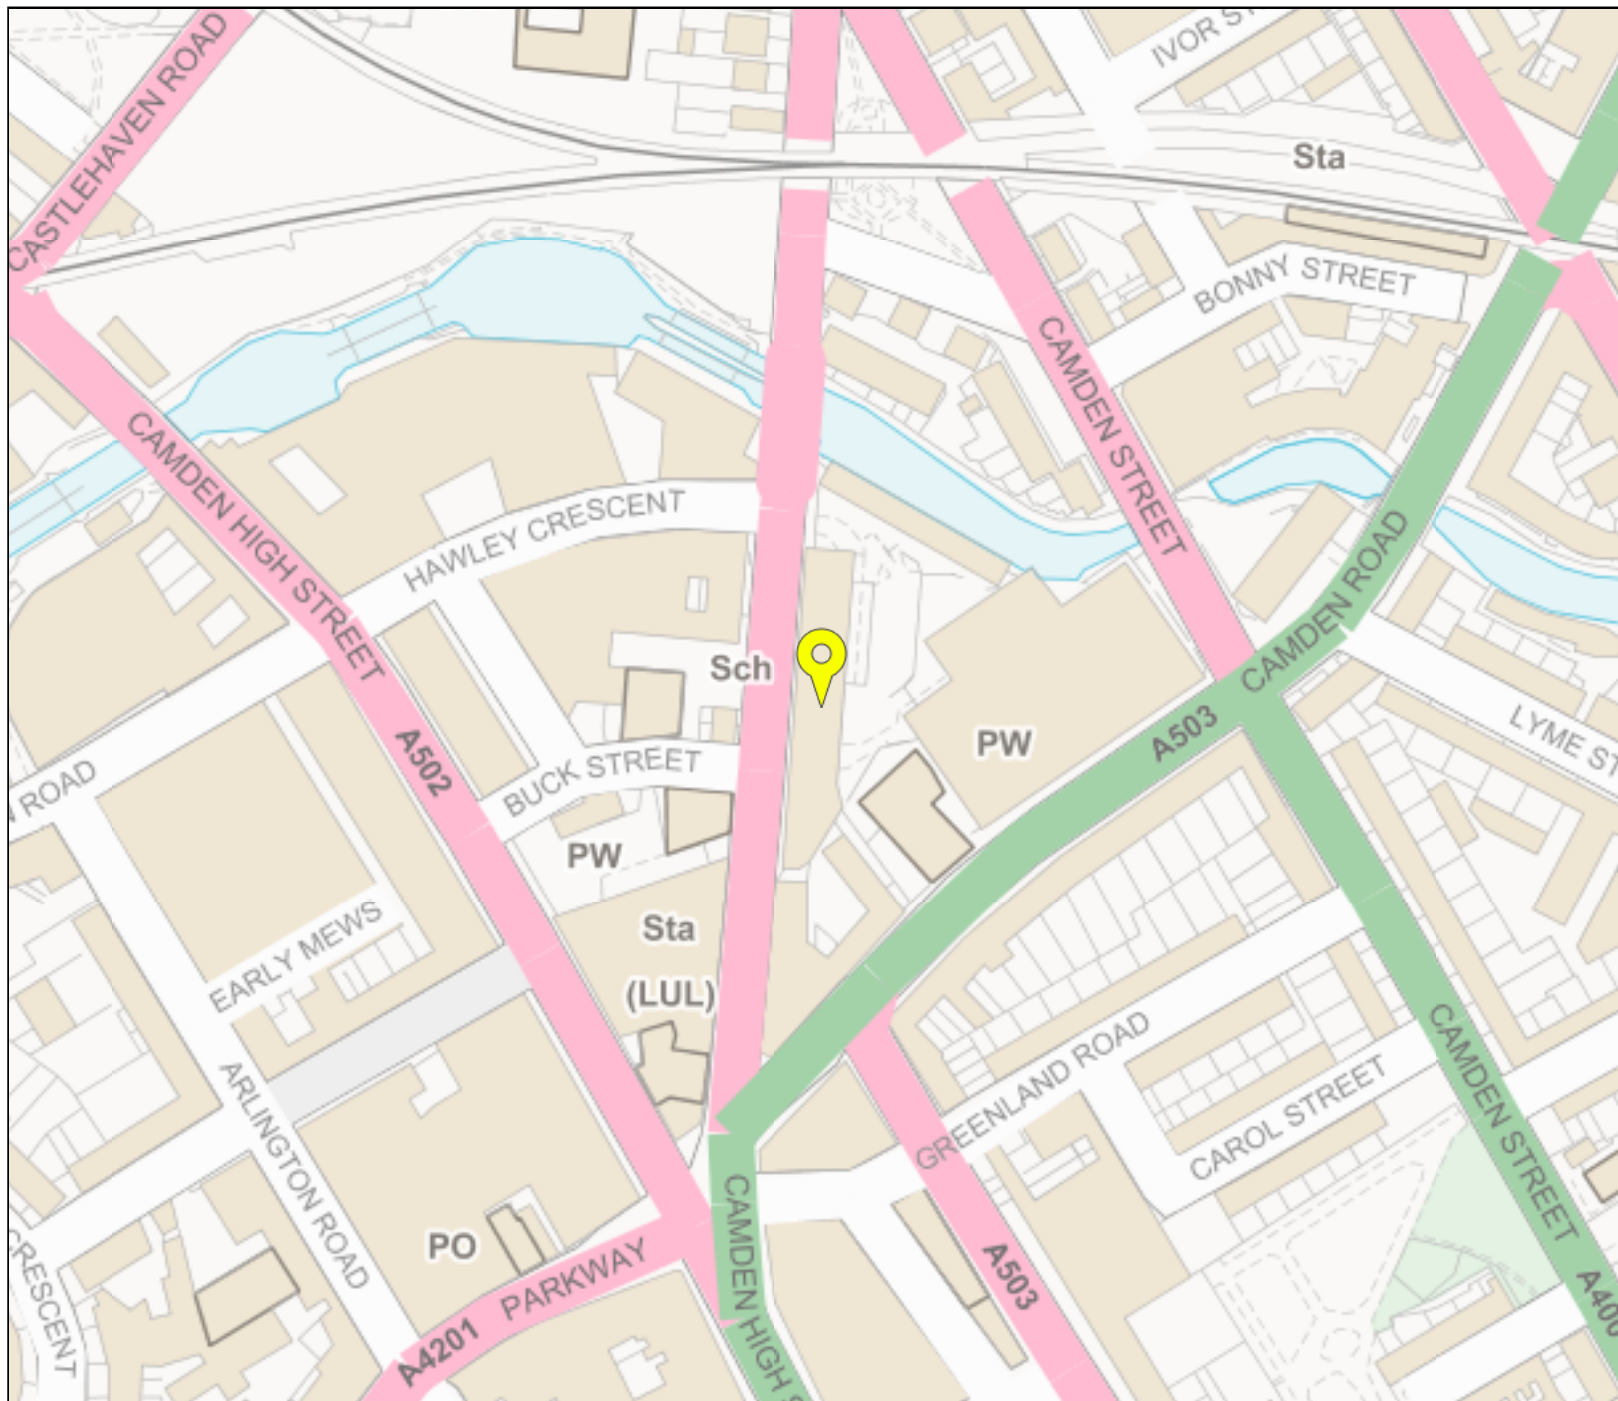 CASTLEHAVEN ROAD
IVOR ST
Sta
BONNY STREET
CAMDEN STREET
CAMDEN HIGH STREET
HAWLEY CRESCENT
CAMDEN ROAD
Sch
PW
A503
LYME ST
A502
BUCK STREET
ROAD
PW
Sta
(LUL)
EARLY MEWS
GREENLAND ROAD
CAMDEN STREET
CAROL STREET
ARLINGTON ROAD
PO
PARKWAY
A4201
CRESCENT
CAMDEN HIGH S
A503
A400